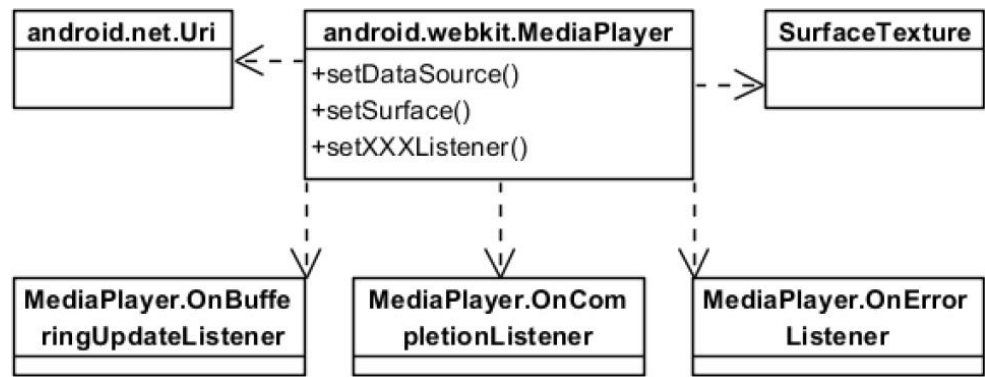 android.net.Uri
android.webkit.MediaPlayer
+setDataSource()
+setSurface()
+setXXXListener()
SurfaceTexture
MediaPlayer.OnBuffe
ringUpdateListener
MediaPlayer.OnCom
pletionListener
MediaPlayer.OnError
Listener